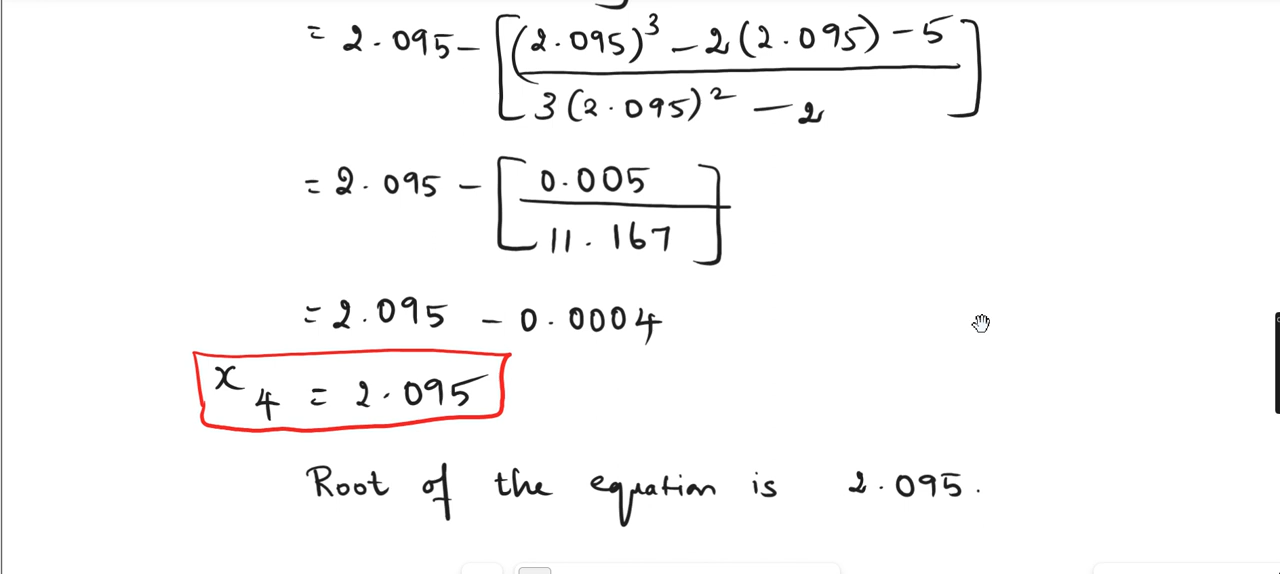 = 2.095 - [ (2.095)³ - 2(2.095) - 5 / 3(2.095)² - 2 ]
= 2.095 - [ 0.005 / 11.167 ]
= 2.095 - 0.0004
x₄ = 2.095
Root of the equation is 2.095.